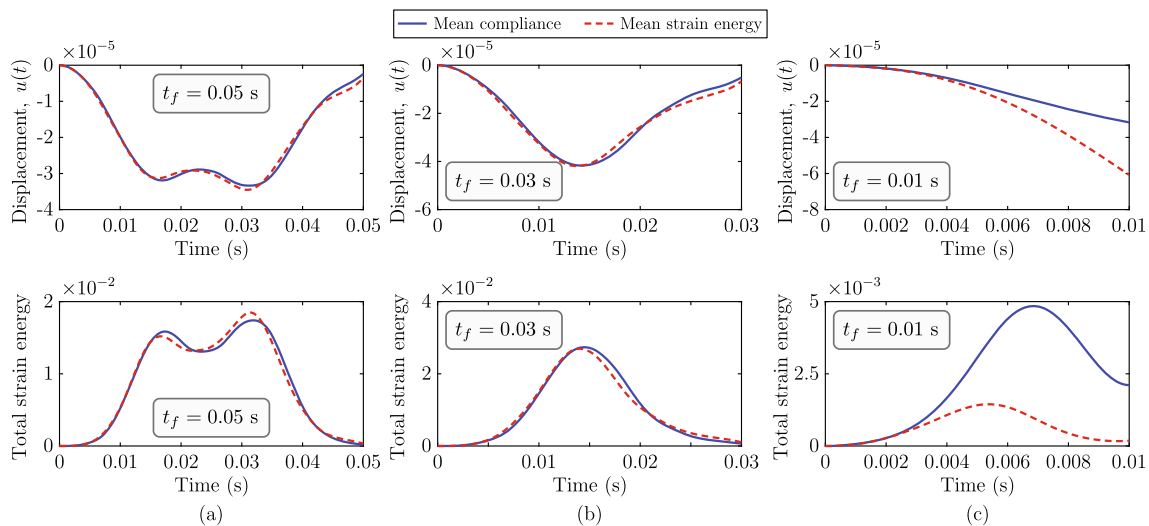 Mean compliance Mean strain energy
×10⁻⁵ ×10⁻⁵ ×10⁻⁵
Displacement, u(t)
0
-1
-2
-3
-4
t_f = 0.05 s
0 0.01 0.02 0.03 0.04 0.05
Time (s)
Displacement, u(t)
0
-2
-4
-6
t_f = 0.03 s
0 0.01 0.02 0.03
Time (s)
Displacement, u(t)
0
-2
-4
-6
-8
t_f = 0.01 s
0 0.002 0.004 0.006 0.008 0.01
Time (s)
×10⁻² ×10⁻² ×10⁻³
Total strain energy
2
1
0
t_f = 0.05 s
0 0.01 0.02 0.03 0.04 0.05
Time (s)
(a)
Total strain energy
4
2
0
t_f = 0.03 s
0 0.01 0.02 0.03
Time (s)
(b)
Total strain energy
5
2.5
0
t_f = 0.01 s
0 0.002 0.004 0.006 0.008 0.01
Time (s)
(c)